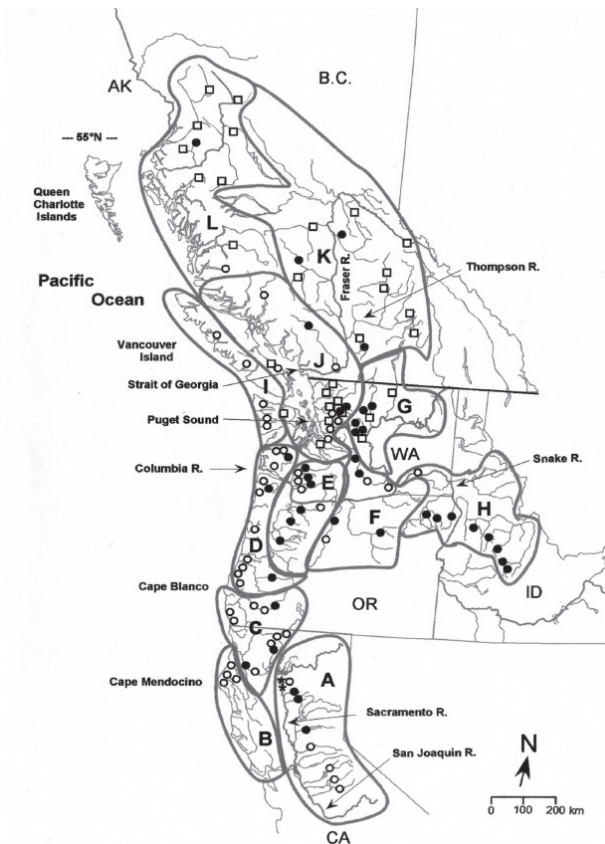 AK
B.C.
--- 55°N ---
Queen
Charlotte
Islands
L
K
Fraser R.
Thompson R.
Pacific
Ocean
Vancouver
Island
J
Strait of Georgia
I
G
Puget Sound
WA
Columbia R.
Snake R.
E
F
H
D
ID
Cape Blanco
OR
C
Cape Mendocino
A
**
Sacramento R.
B
San Joaquin R.
N
0 100 200 km
CA